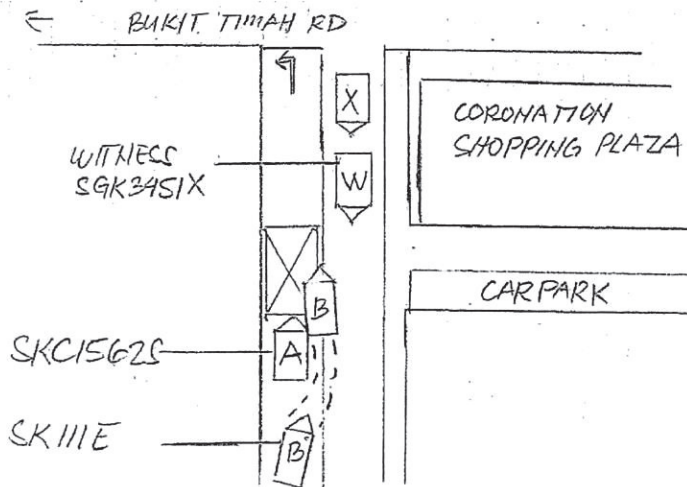 ← BUKIT TIMAH RD
X
CORONATION
SHOPPING PLAZA
WITNESS
SGK3451X
W
B
CARPARK
SKC1562S
A
SK111E
B